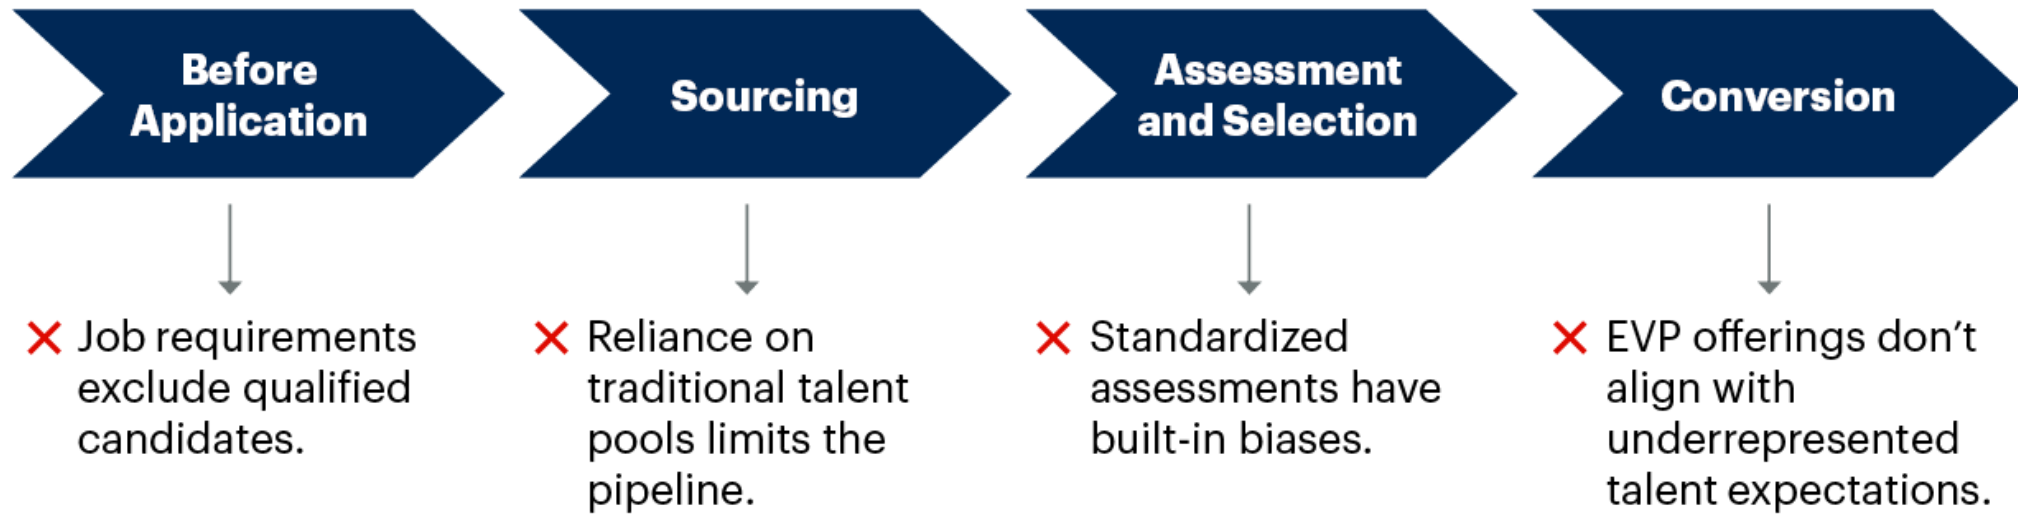 Before
Application
Sourcing
Assessment
and Selection
Conversion
Job requirements
exclude qualified
candidates.
Reliance on
traditional talent
pools limits the
pipeline.
Standardized
assessments have
built-in biases.
EVP offerings don’t
align with
underrepresented
talent expectations.